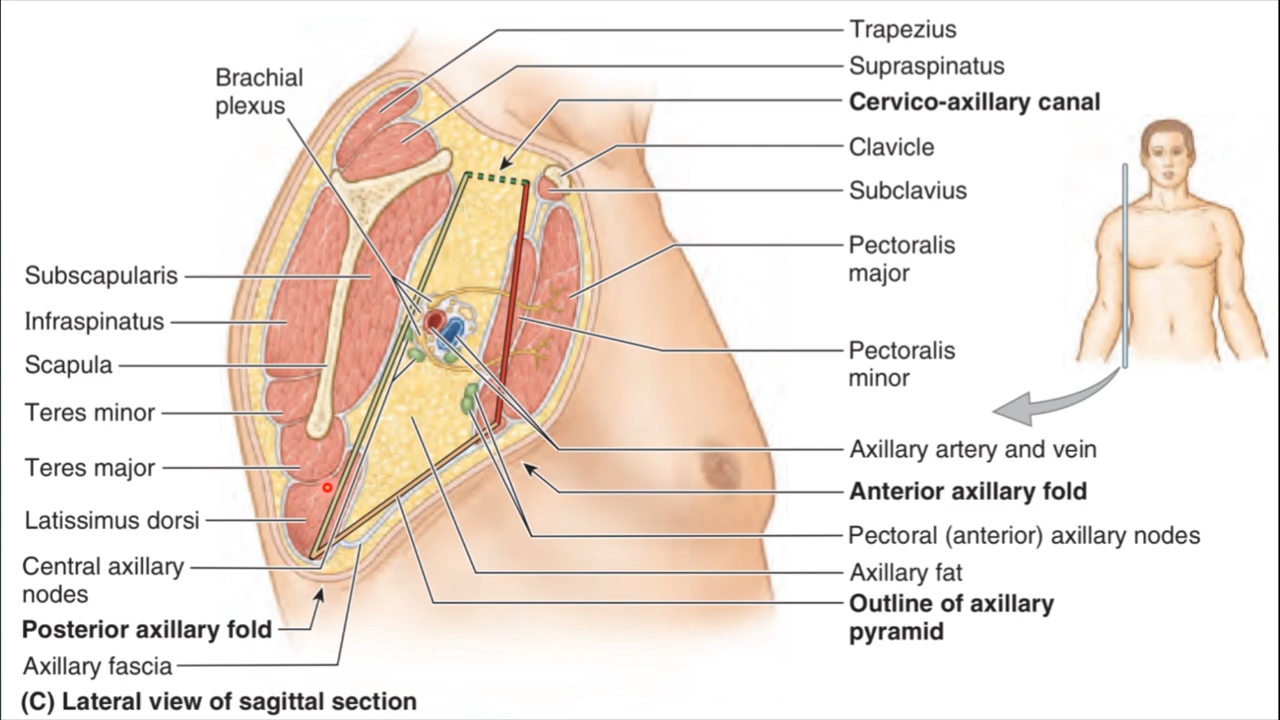 Brachial
plexus
Subscapularis
Infraspinatus
Scapula
Teres minor
Teres major
Latissimus dorsi
Central axillary
nodes
Posterior axillary fold
Axillary fascia
Trapezius
Supraspinatus
Cervico-axillary canal
Clavicle
Subclavius
Pectoralis
major
Pectoralis
minor
Axillary artery and vein
Anterior axillary fold
Pectoral (anterior) axillary nodes
Axillary fat
Outline of axillary
pyramid
(C) Lateral view of sagittal section